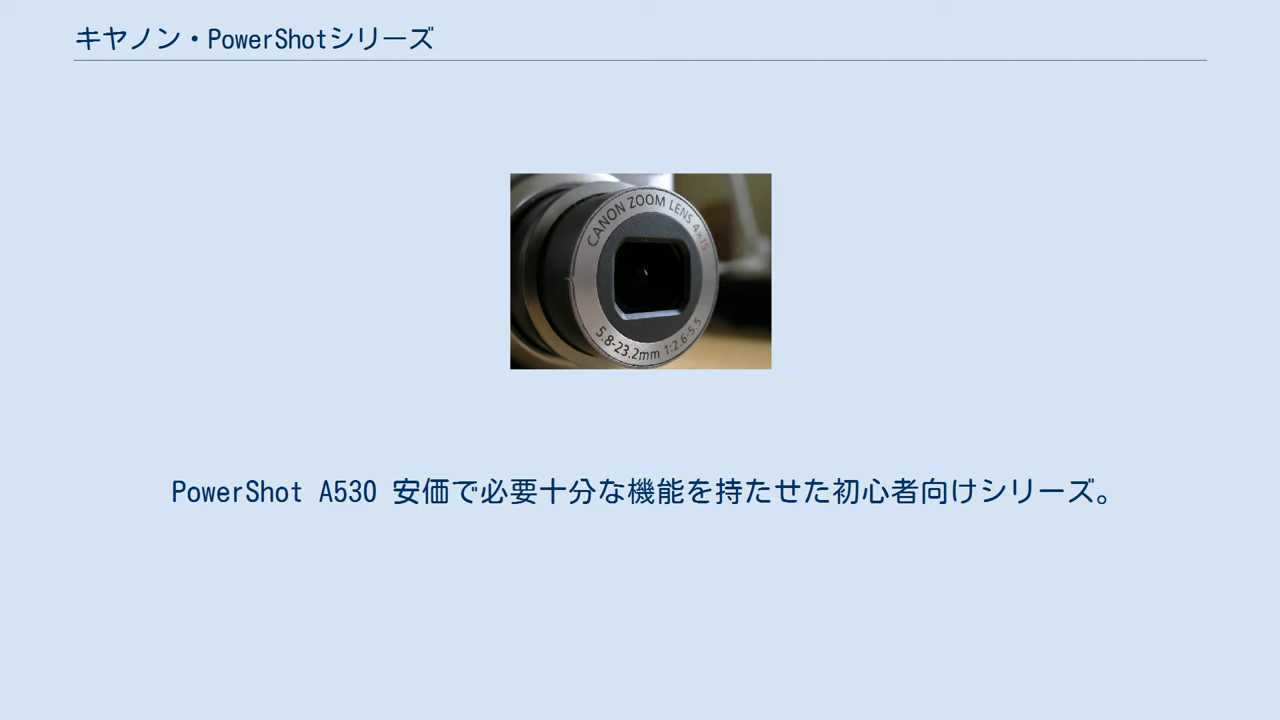 キヤノン・PowerShotシリーズ
CANON ZOOM LENS 4×IS
5.8-23.2mm 1:2.6-5.5
PowerShot A530 安価で必要十分な機能を持たせた初心者向けシリーズ。